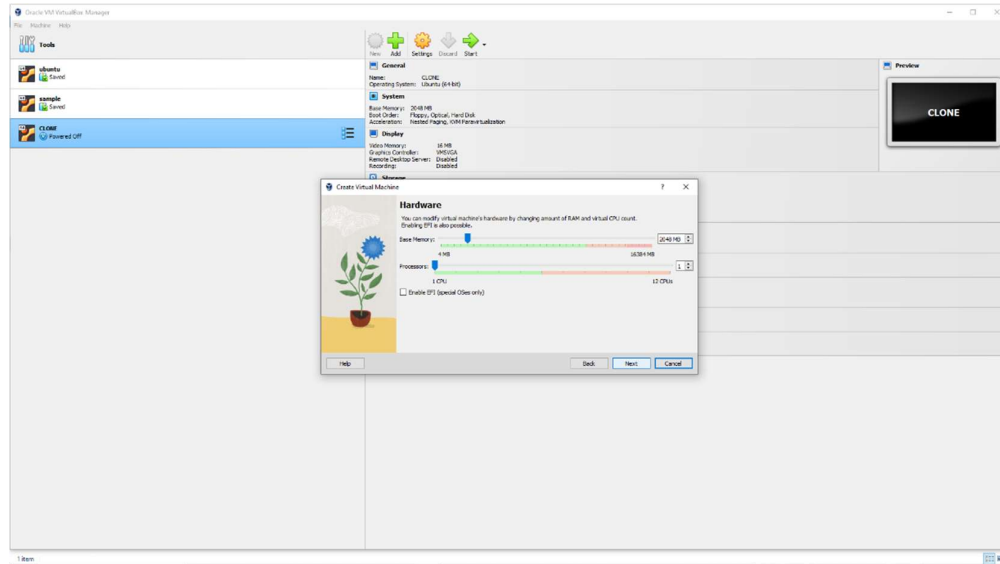 Oracle VM VirtualBox Manager
File Machine Help
Tools
New Add Settings Discard Start
ubuntu
Saved
sample
Saved
CLONE
Powered Off
General
Name: CLONE
Operating System: Ubuntu (64-bit)
System
Base Memory: 2048 MB
Boot Order: Floppy, Optical, Hard Disk
Acceleration: Nested Paging, KVM Paravirtualization
Display
Video Memory: 16 MB
Graphics Controller: VMSVGA
Remote Desktop Server: Disabled
Recording: Disabled
Storage
Preview
CLONE
Create Virtual Machine
Hardware
You can modify virtual machine's hardware by changing amount of RAM and virtual CPU count.
Enabling EFI is also possible.
Base Memory: 2048 MB
4 MB 16384 MB
Processors: 1
1 CPU 12 CPUs
Enable EFI (special OSes only)
Help Back Next Cancel
1 item